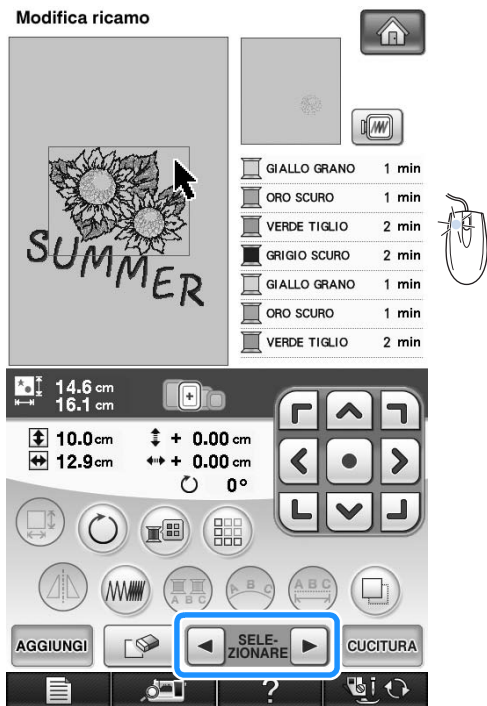 Modifica ricamo
GIALLO GRANO 1 min
ORO SCURO 1 min
VERDE TIGLIO 2 min
GRIGIO SCURO 2 min
GIALLO GRANO 1 min
ORO SCURO 1 min
VERDE TIGLIO 2 min
SUMMER
14.6 cm
16.1 cm
10.0 cm + 0.00 cm
12.9 cm + 0.00 cm
0°
A B C
A B C
A B C
AGGIUNGI
SELE-
ZIONARE
CUCITURA
?